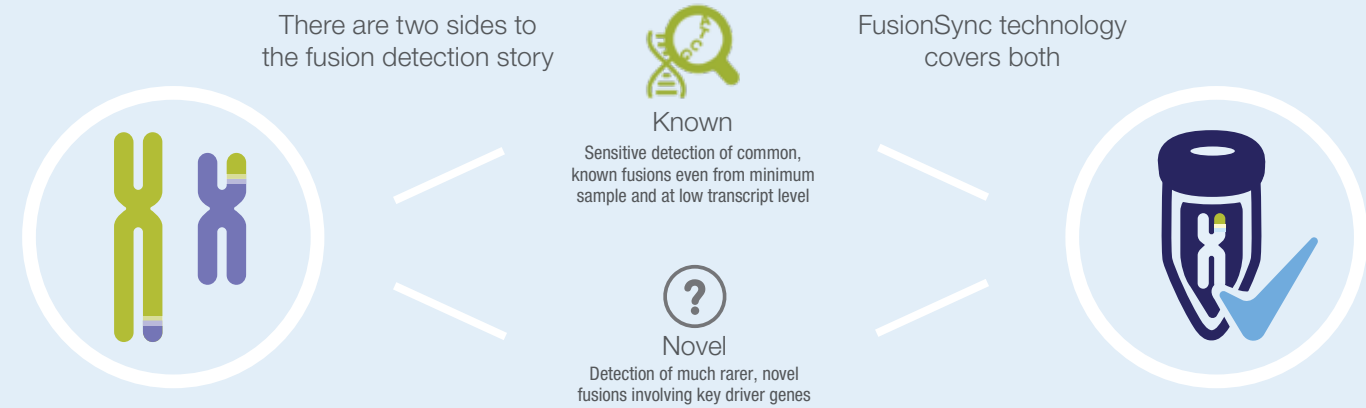 There are two sides to
the fusion detection story
FusionSync technology
covers both
Known
Sensitive detection of common,
known fusions even from minimum
sample and at low transcript level
Novel
Detection of much rarer, novel
fusions involving key driver genes